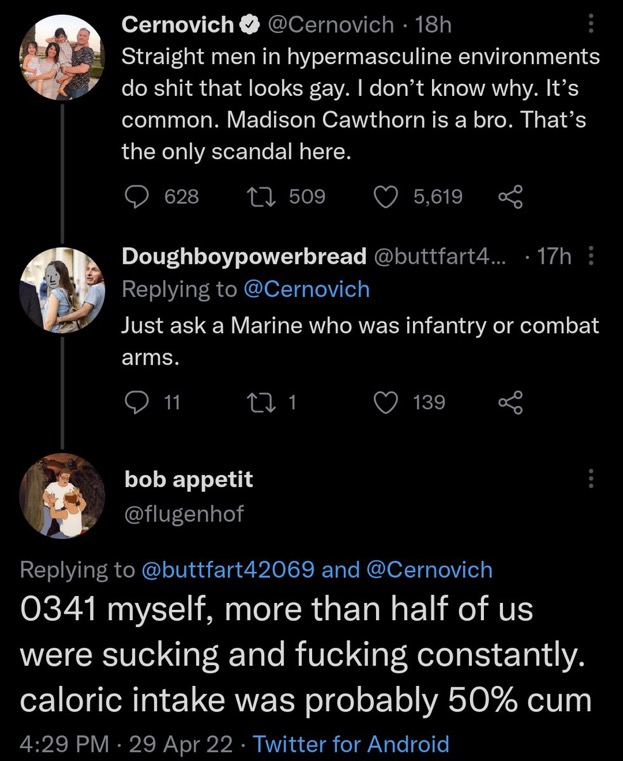 Cernovich @Cernovich · 18h
Straight men in hypermasculine environments
do shit that looks gay. I don’t know why. It’s
common. Madison Cawthorn is a bro. That’s
the only scandal here.
628 509 5,619
Doughboypowerbread @buttfart4... · 17h
Replying to @Cernovich
Just ask a Marine who was infantry or combat
arms.
11 1 139
bob appetit
@flugenhof
Replying to @buttfart42069 and @Cernovich
0341 myself, more than half of us
were sucking and fucking constantly.
caloric intake was probably 50% cum
4:29 PM · 29 Apr 22 · Twitter for Android